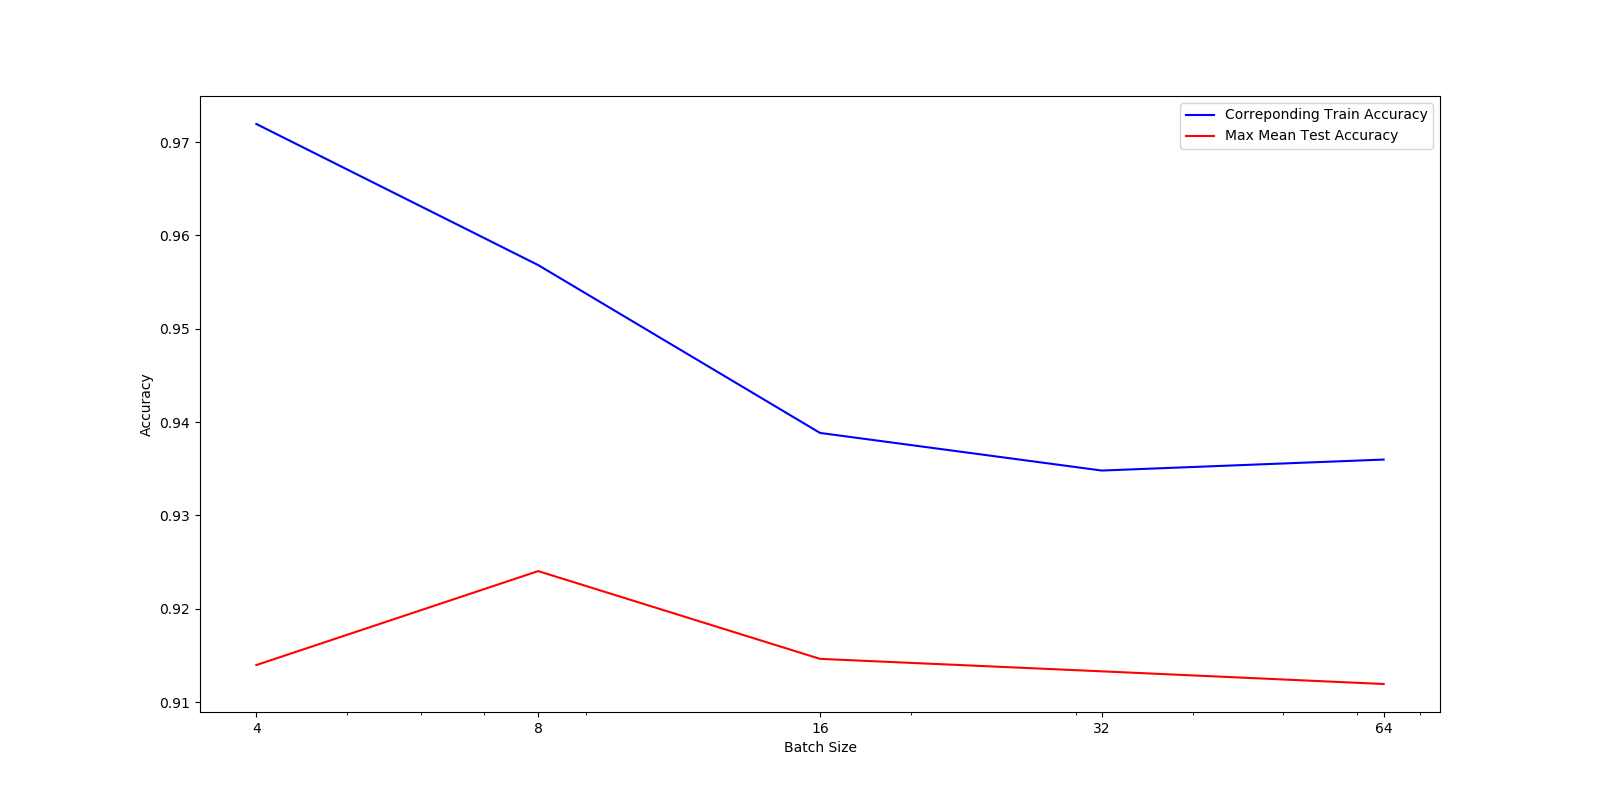 Correponding Train Accuracy
Max Mean Test Accuracy
0.97
0.96
0.95
0.94
0.93
0.92
0.91
Accuracy
4 8 16 32 64
Batch Size